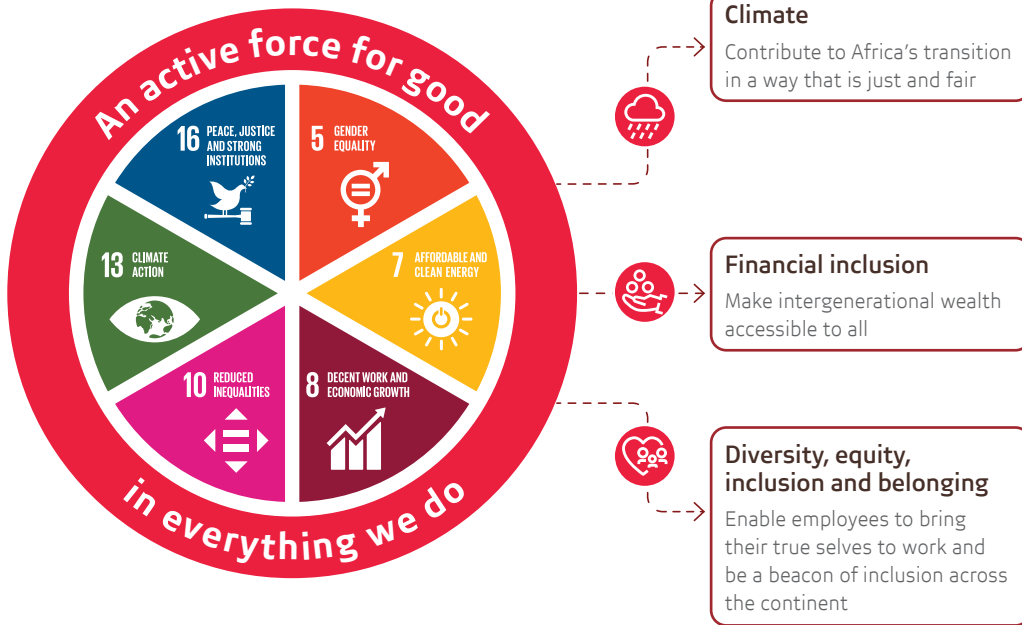 An active force for good
in everything we do
16 PEACE, JUSTICE
AND STRONG
INSTITUTIONS
5 GENDER
EQUALITY
13 CLIMATE
ACTION
7 AFFORDABLE AND
CLEAN ENERGY
10 REDUCED
INEQUALITIES
8 DECENT WORK AND
ECONOMIC GROWTH
Climate
Contribute to Africa's transition
in a way that is just and fair
Financial inclusion
Make intergenerational wealth
accessible to all
Diversity, equity,
inclusion and belonging
Enable employees to bring
their true selves to work and
be a beacon of inclusion across
the continent